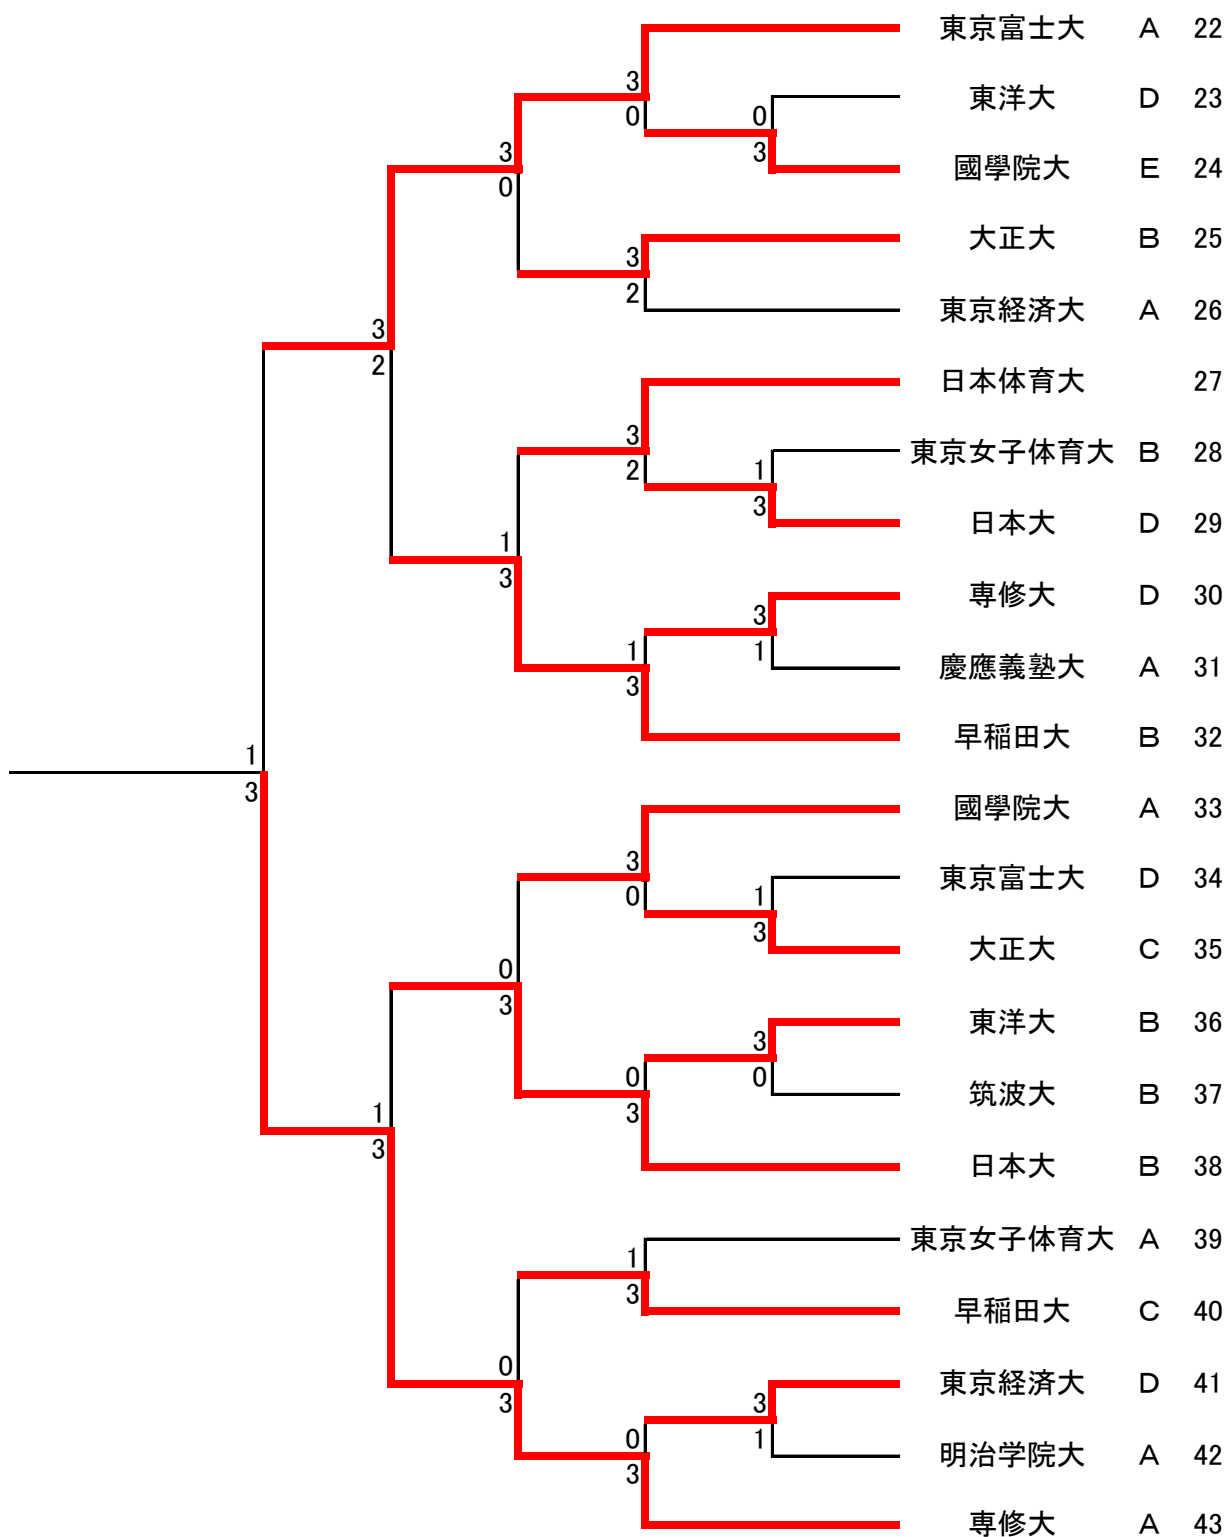 東京富士大 A 22
3
0
東洋大 D 23
0
3
國學院大 E 24
3
0
大正大 B 25
3
2
東京経済大 A 26
3
2
日本体育大 27
3
2
東京女子体育大 B 28
1
3
日本大 D 29
1
3
専修大 D 30
3
1
慶應義塾大 A 31
1
3
早稲田大 B 32
1
3
國學院大 A 33
3
0
東京富士大 D 34
1
3
大正大 C 35
0
3
東洋大 B 36
3
0
筑波大 B 37
0
3
日本大 B 38
1
3
東京女子体育大 A 39
1
3
早稲田大 C 40
0
3
東京経済大 D 41
3
1
明治学院大 A 42
0
3
専修大 A 43